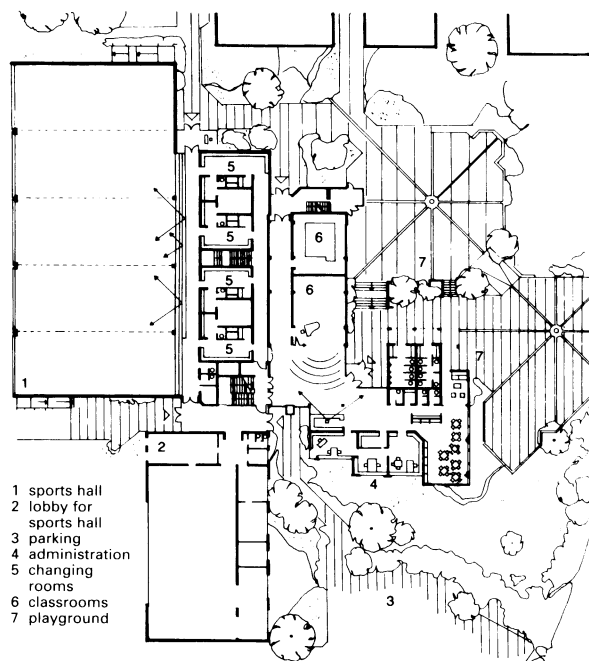 5
6
5
7
6
5
7
5
1
2
4
3
1 sports hall
2 lobby for
sports hall
3 parking
4 administration
5 changing
rooms
6 classrooms
7 playground